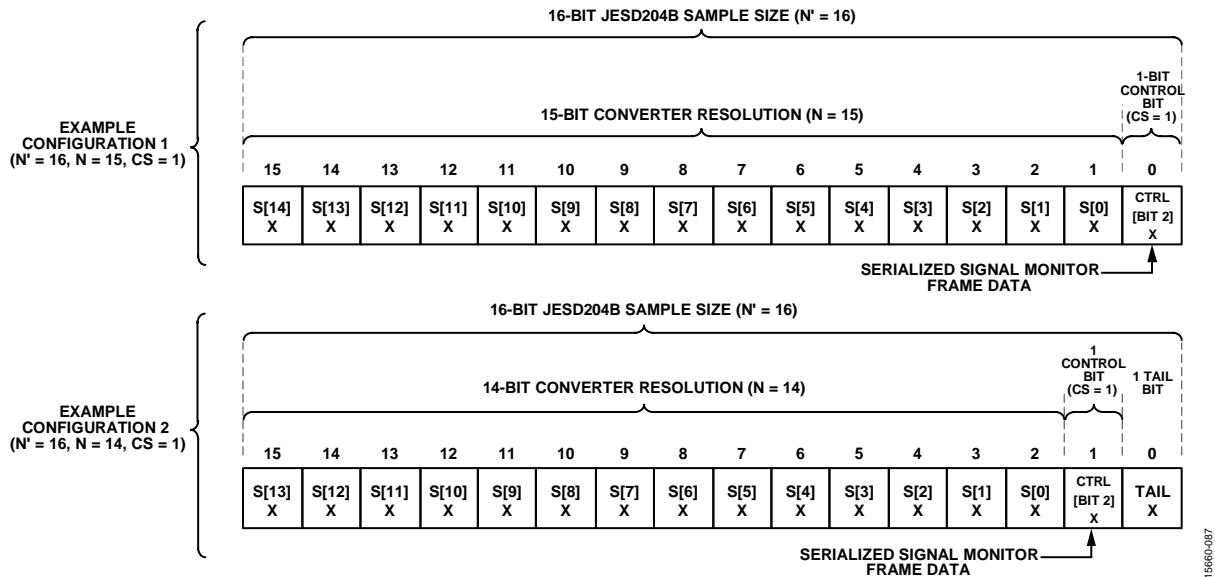 16-BIT JESD204B SAMPLE SIZE (N' = 16)
1-BIT
CONTROL
BIT
(CS = 1)
15-BIT CONVERTER RESOLUTION (N = 15)
EXAMPLE
CONFIGURATION 1
(N' = 16, N = 15, CS = 1)
15 14 13 12 11 10 9 8 7 6 5 4 3 2 1 0
S[14] S[13] S[12] S[11] S[10] S[9] S[8] S[7] S[6] S[5] S[4] S[3] S[2] S[1] S[0] CTRL
[BIT 2]
X X X X X X X X X X X X X X X X
SERIALIZED SIGNAL MONITOR
FRAME DATA
16-BIT JESD204B SAMPLE SIZE (N' = 16)
1
CONTROL
BIT
(CS = 1)
1 TAIL
BIT
14-BIT CONVERTER RESOLUTION (N = 14)
EXAMPLE
CONFIGURATION 2
(N' = 16, N = 14, CS = 1)
15 14 13 12 11 10 9 8 7 6 5 4 3 2 1 0
S[13] S[12] S[11] S[10] S[9] S[8] S[7] S[6] S[5] S[4] S[3] S[2] S[1] S[0] CTRL TAIL
[BIT 2]
X X X X X X X X X X X X X X X X
SERIALIZED SIGNAL MONITOR
FRAME DATA
15660-087